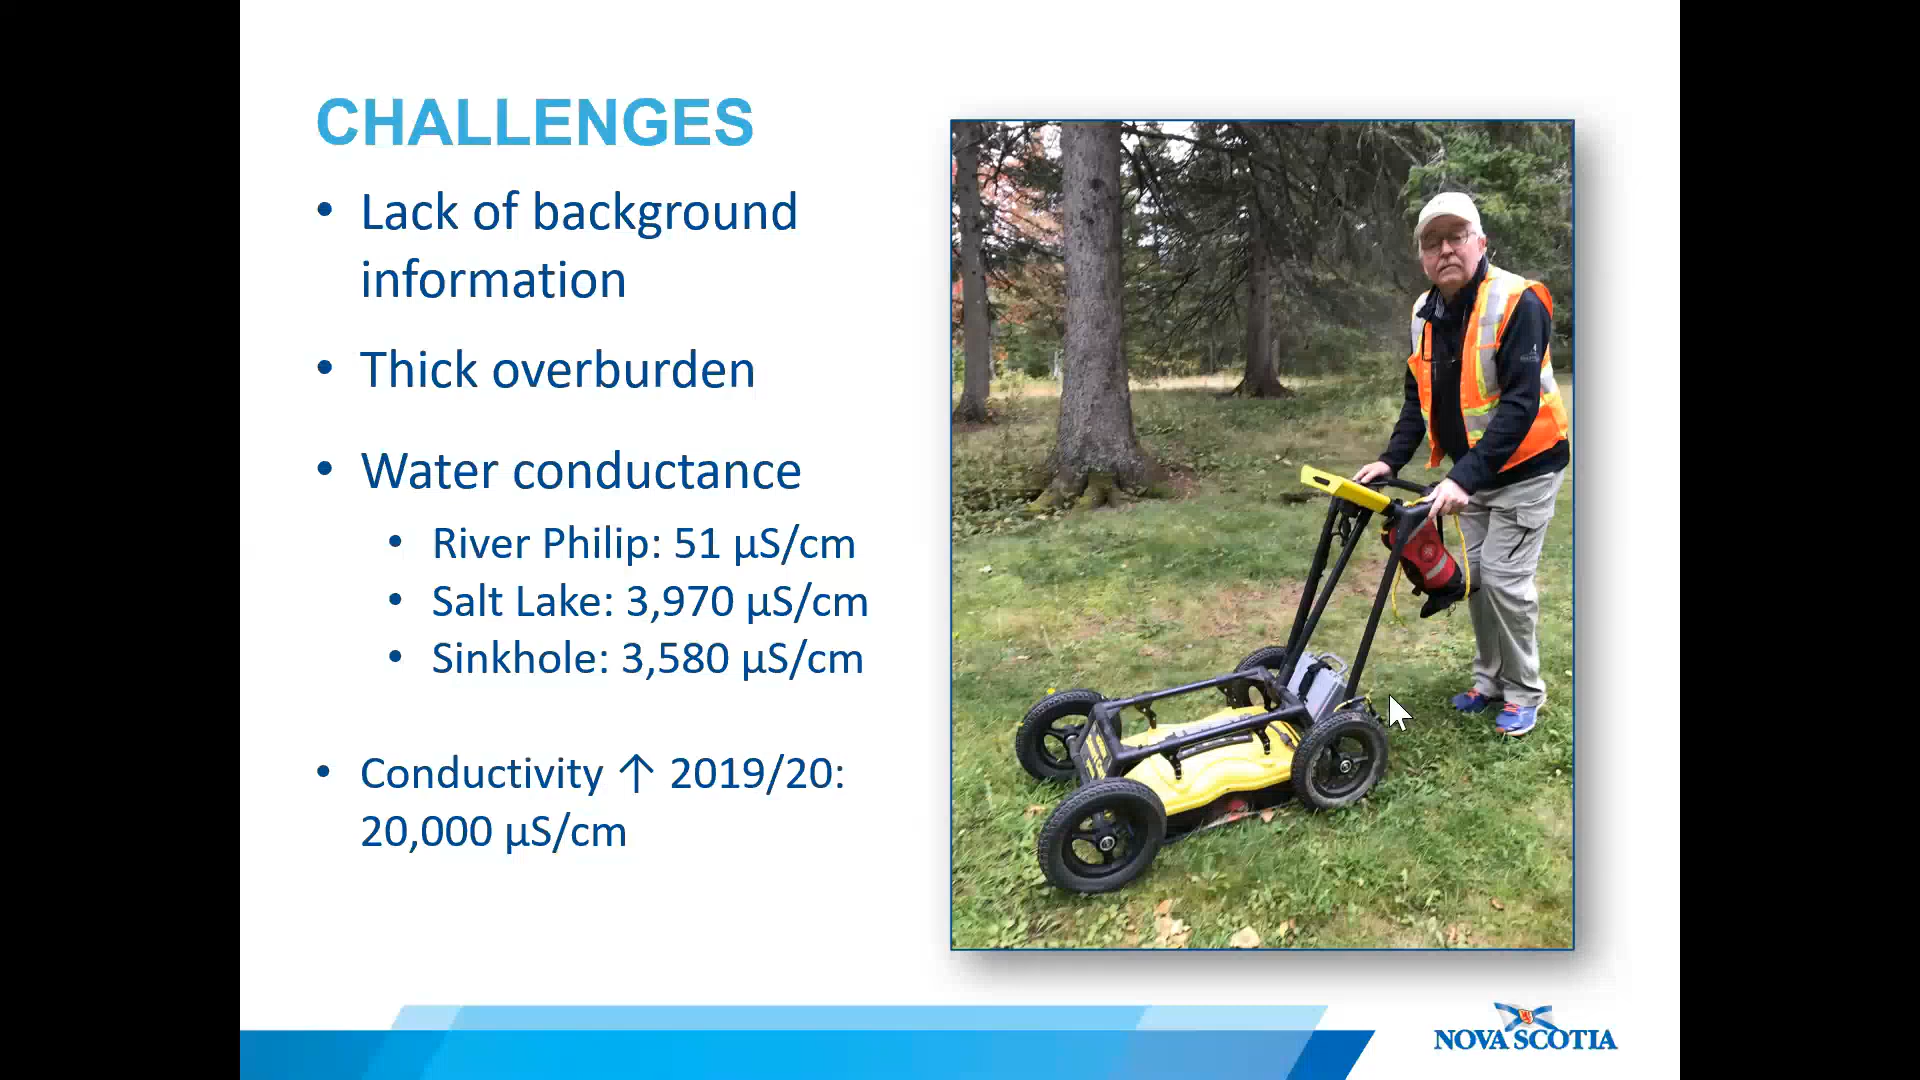 CHALLENGES
• Lack of background
information
• Thick overburden
• Water conductance
• River Philip: 51 µS/cm
• Salt Lake: 3,970 µS/cm
• Sinkhole: 3,580 µS/cm
• Conductivity ↑ 2019/20:
20,000 µS/cm
NOVA SCOTIA